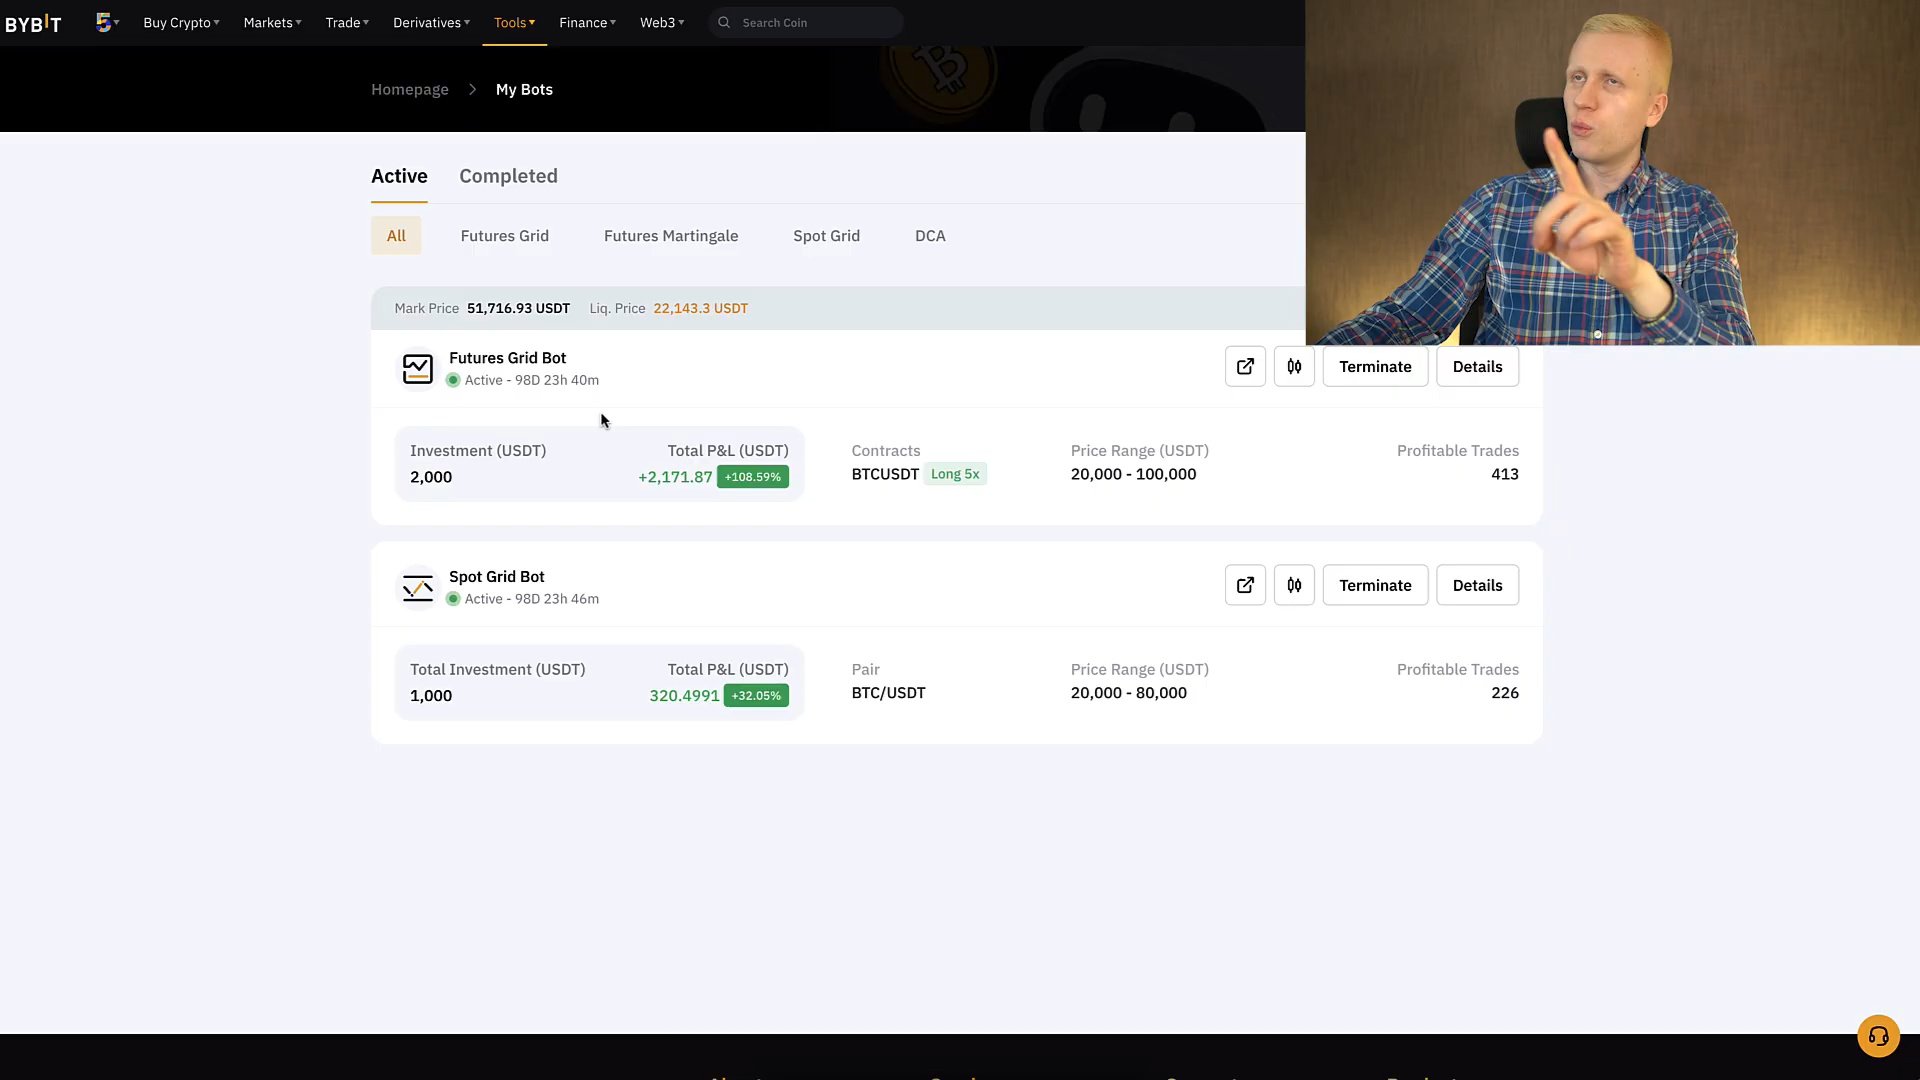 BYBIT Buy Crypto Markets Trade Derivatives Tools Finance Web3 Search Coin
Homepage > My Bots
Active Completed
All Futures Grid Futures Martingale Spot Grid DCA
Mark Price 51,716.93 USDT Liq. Price 22,143.3 USDT
Futures Grid Bot
Active - 98D 23h 40m
Terminate Details
Investment (USDT) Total P&L (USDT) Contracts Price Range (USDT) Profitable Trades
2,000 +2,171.87 +108.59% BTCUSDT Long 5x 20,000 - 100,000 413
Spot Grid Bot
Active - 98D 23h 46m
Terminate Details
Total Investment (USDT) Total P&L (USDT) Pair Price Range (USDT) Profitable Trades
1,000 320.4991 +32.05% BTC/USDT 20,000 - 80,000 226